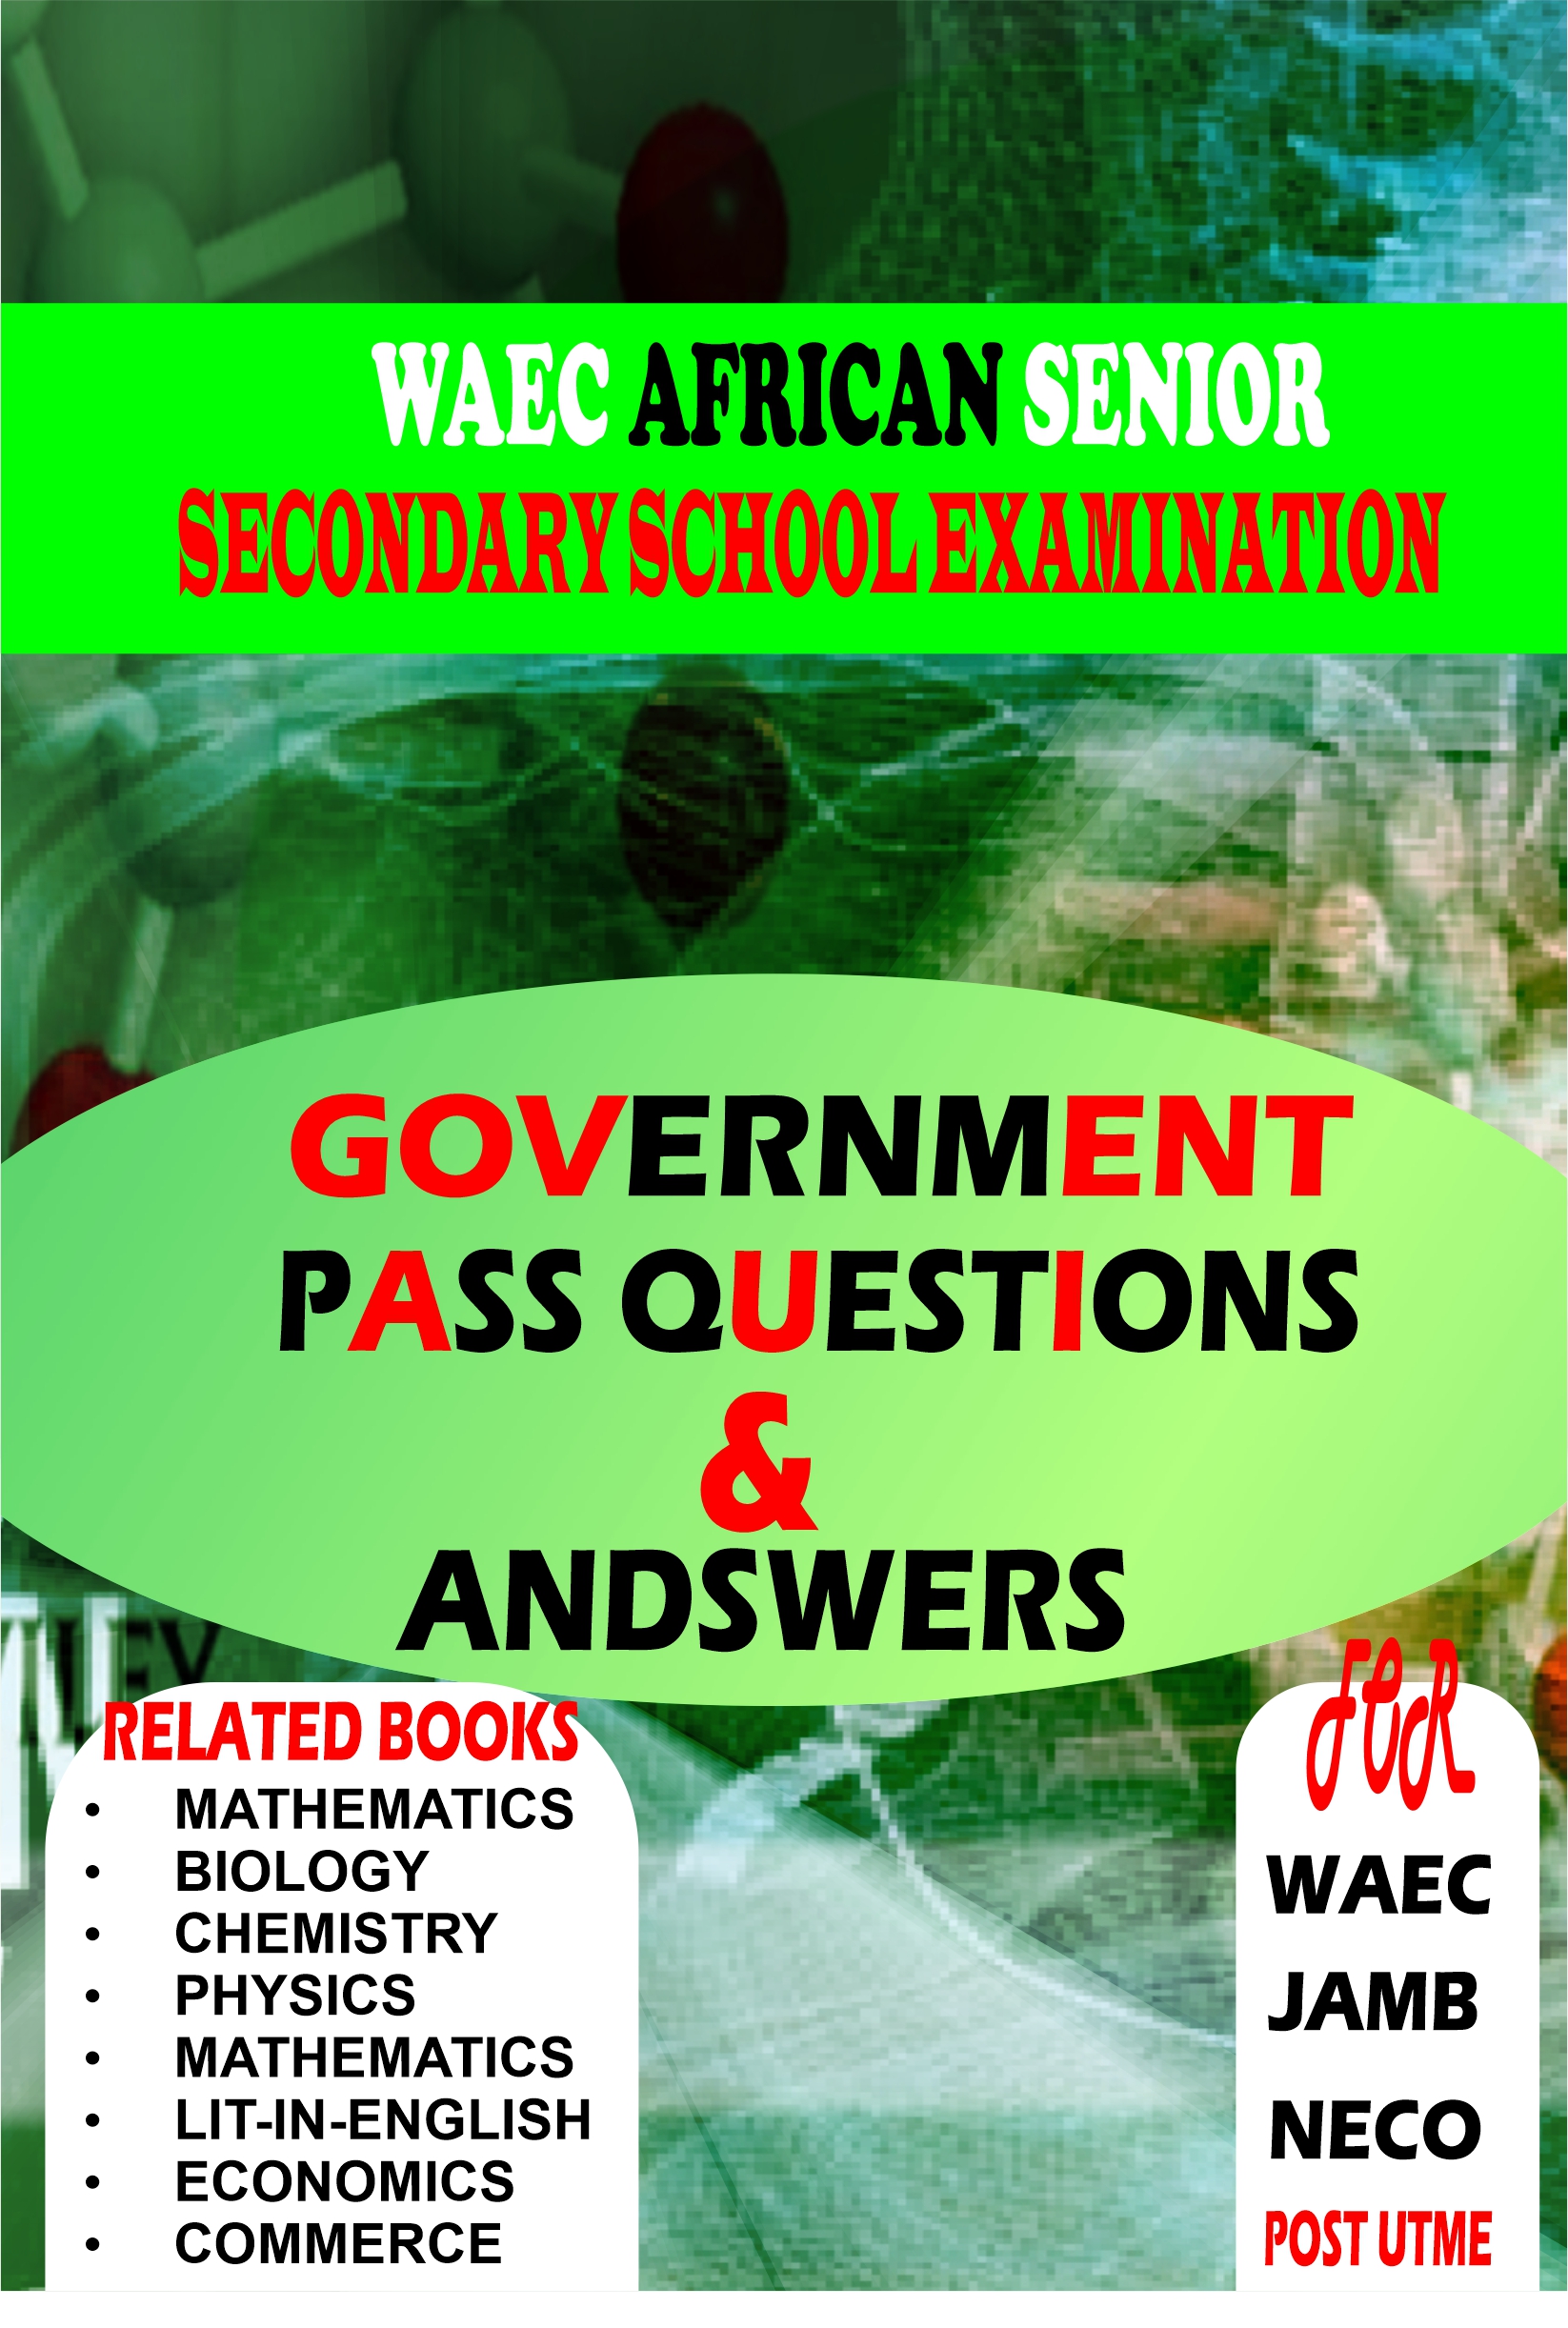 WAEC AFRICAN SENIOR
SECONDARY SCHOOL EXAMINATION
GOVERNMENT
PASS QUESTIONS
&
ANDSWERS
RELATED BOOKS
• MATHEMATICS
• BIOLOGY
• CHEMISTRY
• PHYSICS
• MATHEMATICS
• LIT-IN-ENGLISH
• ECONOMICS
• COMMERCE
FOR
WAEC
JAMB
NECO
POST UTME